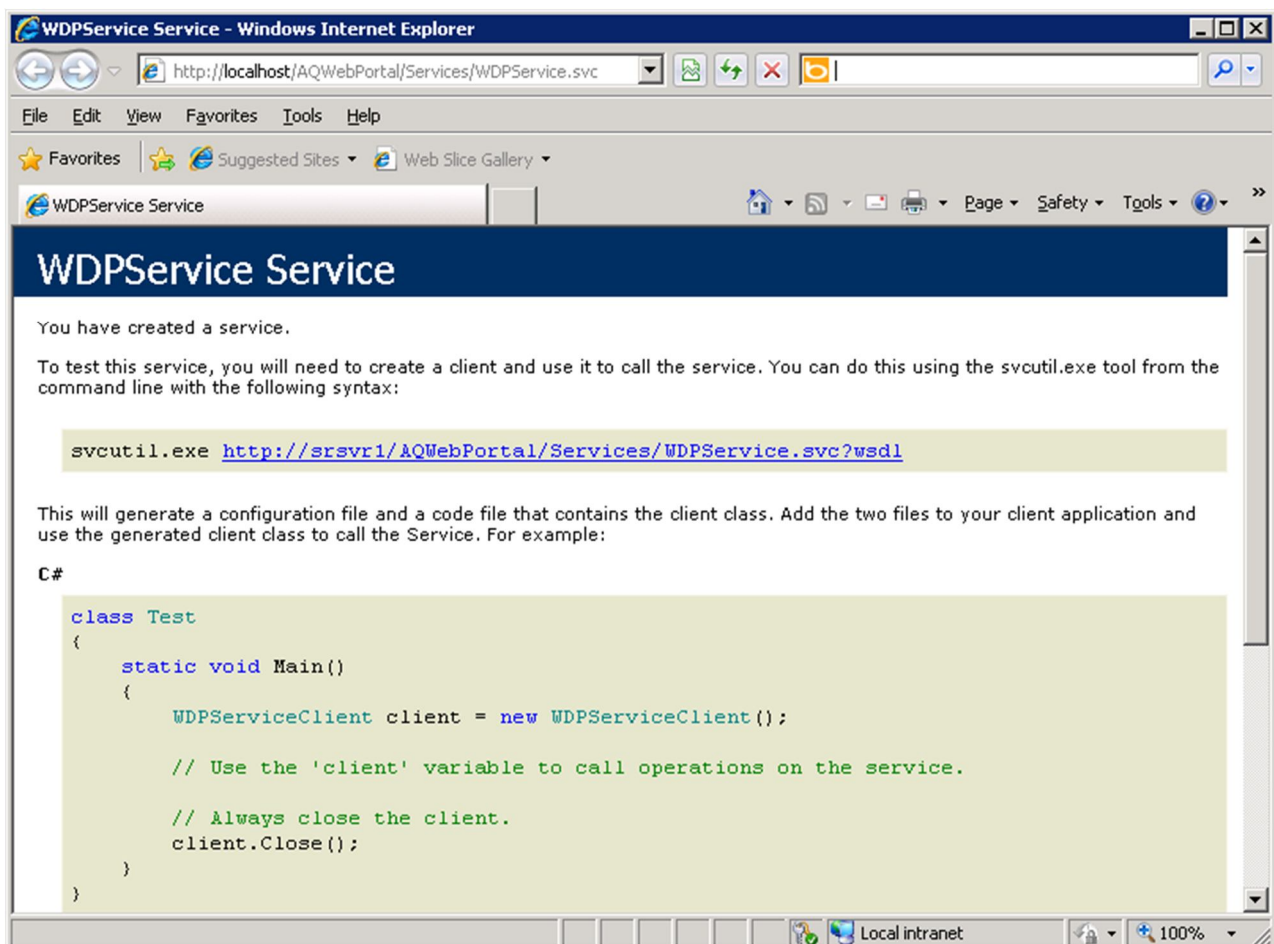 WDPService Service - Windows Internet Explorer
http://localhost/AQWebPortal/Services/WDPService.svc
File Edit View Favorites Tools Help
Favorites Suggested Sites Web Slice Gallery
WDPService Service Page Safety Tools »
WDPService Service
You have created a service.
To test this service, you will need to create a client and use it to call the service. You can do this using the svcutil.exe tool from the
command line with the following syntax:
svcutil.exe http://srsvr1/AQWebPortal/Services/WDPService.svc?wsdl
This will generate a configuration file and a code file that contains the client class. Add the two files to your client application and
use the generated client class to call the Service. For example:
C#
class Test
{
static void Main()
{
WDPServiceClient client = new WDPServiceClient();
// Use the 'client' variable to call operations on the service.
// Always close the client.
client.Close();
}
}
Local intranet 100%